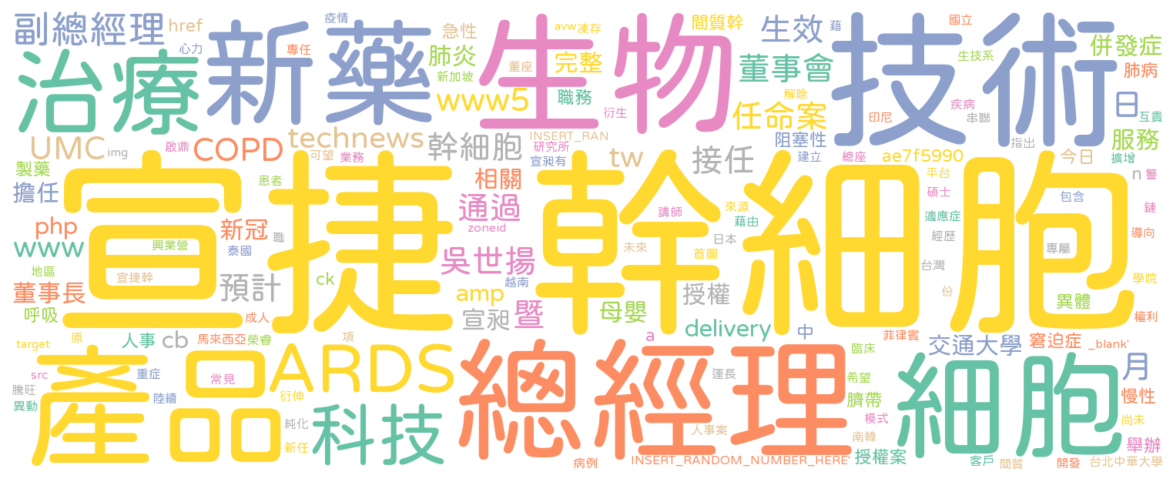 副總經理
心力
href
疫情
專任
急性
avw
凍存
間質幹
生效
藉
國立
併發症
新藥
生物
技術
治療
肺炎
新加坡
董座
完整
董事會
生技系
肺病
www5
職務
衍生
解除
任命案
疾病
串聯
日
互貴
UMC
img
啟鼎
COPD
technews
可望
業務
幹細胞
INSERT_RAN
研究所
宣昶有
tw
建立
接任
阻塞性
印尼
總座
ae7f5990
指出
今日
服務
擴增
製藥
擔任
患者
相關
平台
碩士
n
警
宣捷幹細胞
php
www
新冠
職
興業營
泰國
通過
zoneid
講師
來源
藉由
適應症
包含
鏈
導向
地區
宣捷幹
ck
吳世揚
越南
未來
日本
首圖
經歷
台灣
專屬
學院
董事長
預計
amp
宣昶
暨
母嬰
授權
份
異體
權利
呼吸
成人
人事
cb
馬來西亞
榮睿
項
a
delivery
中
菲律賓
交通大學
窘迫症
_blank'
target
原
src
重症
常見
ARDS
總經理
運長
臨床
希望
細胞
月
慢性
騰旺
異動
陸續
衍伸
產品
純化
新任
科技
臍帶
模式
尚未
人事案
南韓
舉辦
病例
INSERT_RANDOM_NUMBER_HERE'
授權案
客戶
間質
開發
台北中華大學